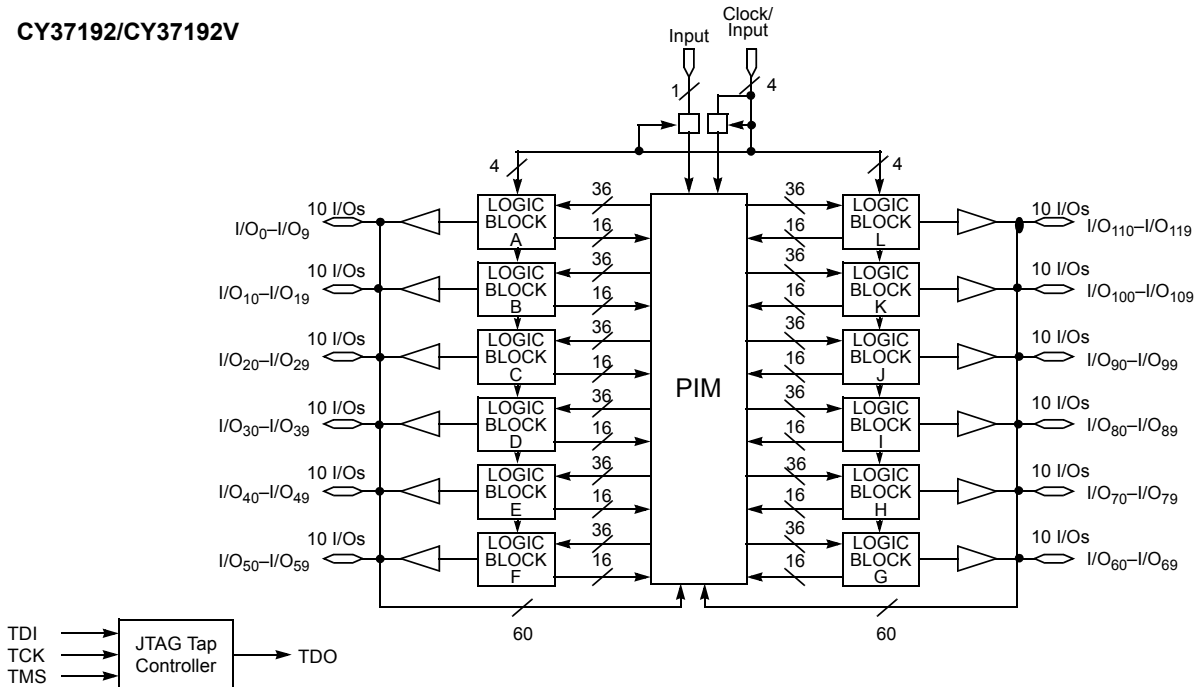 CY37192/CY37192V
Clock/
Input
Input
1
4
4
4
10 I/Os
I/O0–I/O9
LOGIC
BLOCK
A
36
16
36
16
LOGIC
BLOCK
L
10 I/Os
I/O110–I/O119
10 I/Os
I/O10–I/O19
LOGIC
BLOCK
B
36
16
36
16
LOGIC
BLOCK
K
10 I/Os
I/O100–I/O109
10 I/Os
I/O20–I/O29
LOGIC
BLOCK
C
36
16
PIM
36
16
LOGIC
BLOCK
J
10 I/Os
I/O90–I/O99
10 I/Os
I/O30–I/O39
LOGIC
BLOCK
D
36
16
36
16
LOGIC
BLOCK
I
10 I/Os
I/O80–I/O89
10 I/Os
I/O40–I/O49
LOGIC
BLOCK
E
36
16
36
16
LOGIC
BLOCK
H
10 I/Os
I/O70–I/O79
10 I/Os
I/O50–I/O59
LOGIC
BLOCK
F
36
16
36
16
LOGIC
BLOCK
G
10 I/Os
I/O60–I/O69
60
60
TDI
TCK
TMS
JTAG Tap
Controller
TDO